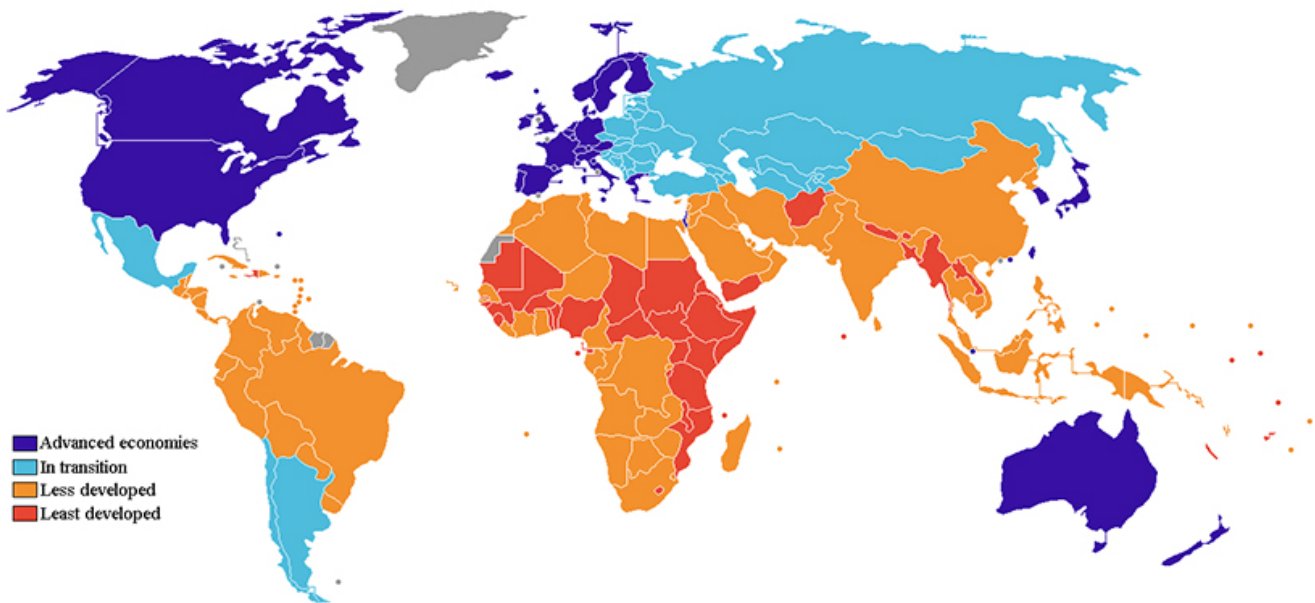 Advanced economies
In transition
Less developed
Least developed